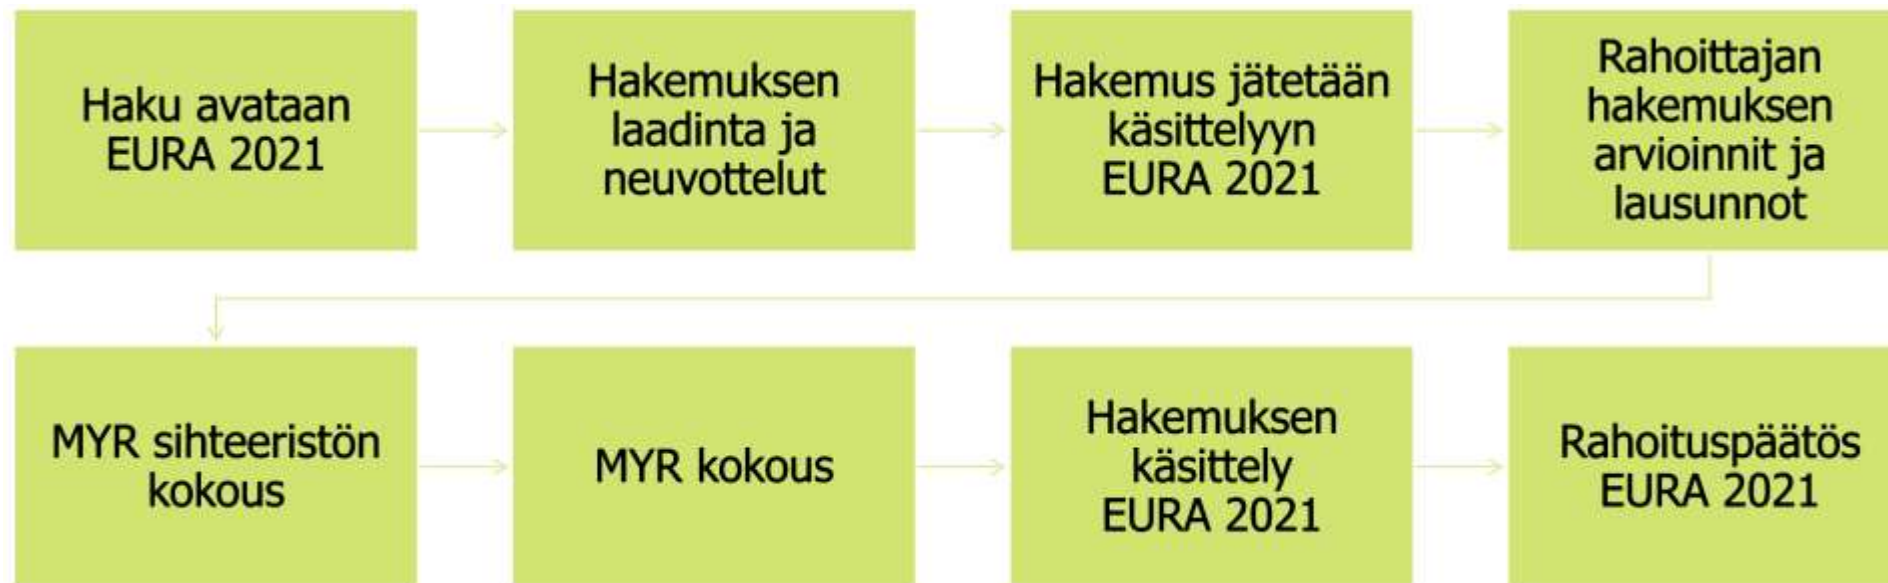 Haku avataan
EURA 2021
Hakemuksen
laadinta ja
neuvottelut
Hakemus jätetään
käsittelyyn
EURA 2021
Rahoittajan
hakemuksen
arvioinnit ja
lausunnot
MYR sihteeristön
kokous
MYR kokous
Hakemuksen
käsittely
EURA 2021
Rahoituspäätös
EURA 2021